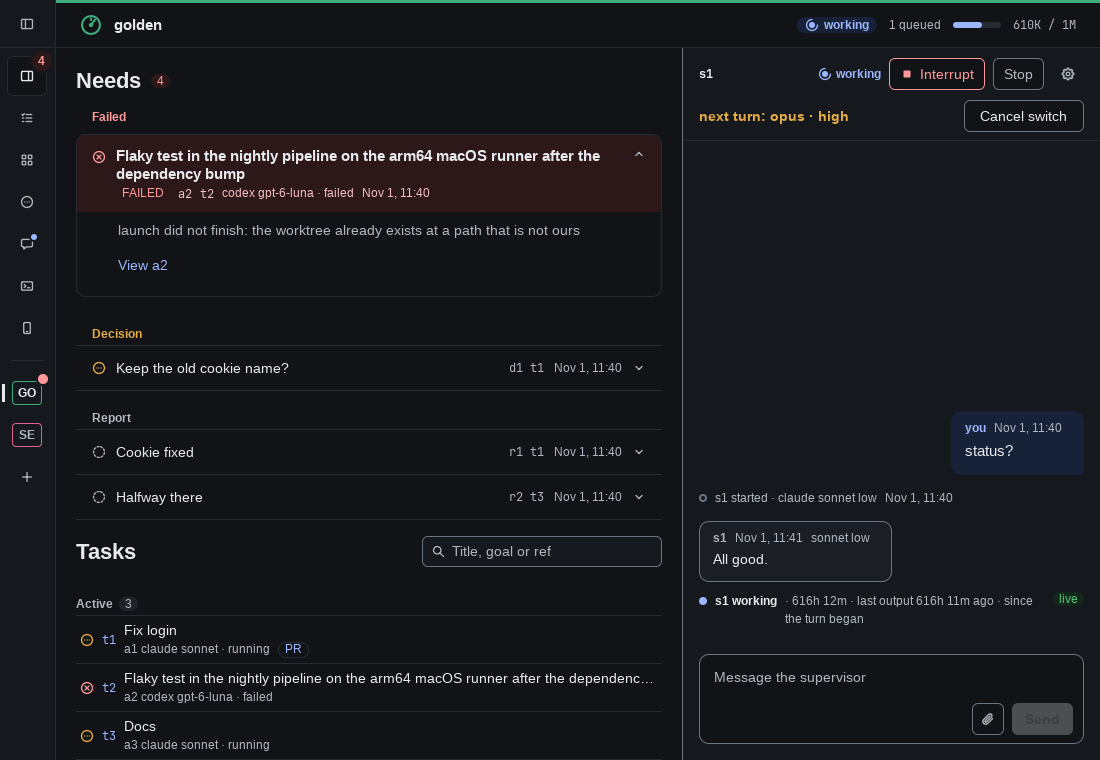 golden
working
1 queued
610K / 1M
4
GO
SE
Needs 4
Failed
Flaky test in the nightly pipeline on the arm64 macOS runner after the
dependency bump
FAILED a2 t2 codex gpt-6-luna · failed Nov 1, 11:40
launch did not finish: the worktree already exists at a path that is not ours
View a2
Decision
Keep the old cookie name? d1 t1 Nov 1, 11:40
Report
Cookie fixed r1 t1 Nov 1, 11:40
Halfway there r2 t3 Nov 1, 11:40
Tasks
Title, goal or ref
Active 3
t1 Fix login
a1 claude sonnet · running PR
t2 Flaky test in the nightly pipeline on the arm64 macOS runner after the dependenc…
a2 codex gpt-6-luna · failed
t3 Docs
a3 claude sonnet · running
s1
working
Interrupt
Stop
next turn: opus · high
Cancel switch
you Nov 1, 11:40
status?
s1 started · claude sonnet low Nov 1, 11:40
s1 Nov 1, 11:41 sonnet low
All good.
s1 working · 616h 12m · last output 616h 11m ago · since
the turn began
live
Message the supervisor
Send